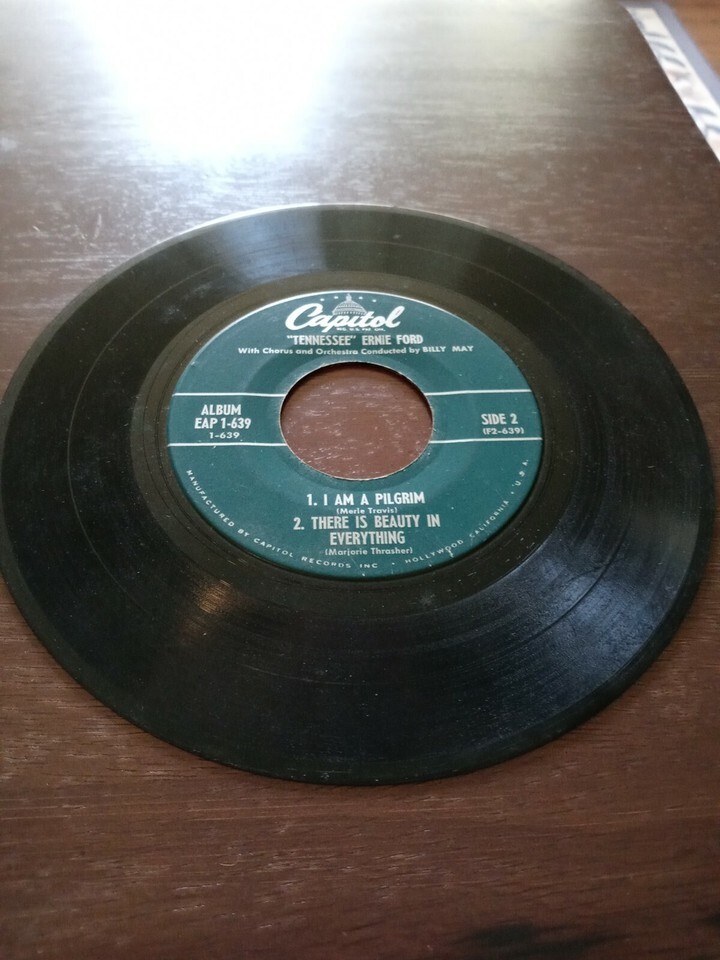 Capitol
"TENNESSEE" ERNIE FORD
With Chorus and Orchestra Conducted by BILLY MAY
ALBUM
EAP 1-639
1-639
SIDE 2
(F2-639)
1. I AM A PILGRIM
(Merle Travis)
2. THERE IS BEAUTY IN
EVERYTHING
(Marjorie Thrasher)
MANUFACTURED BY CAPITOL RECORDS INC • HOLLYWOOD CALIFORNIA • U.S.A.